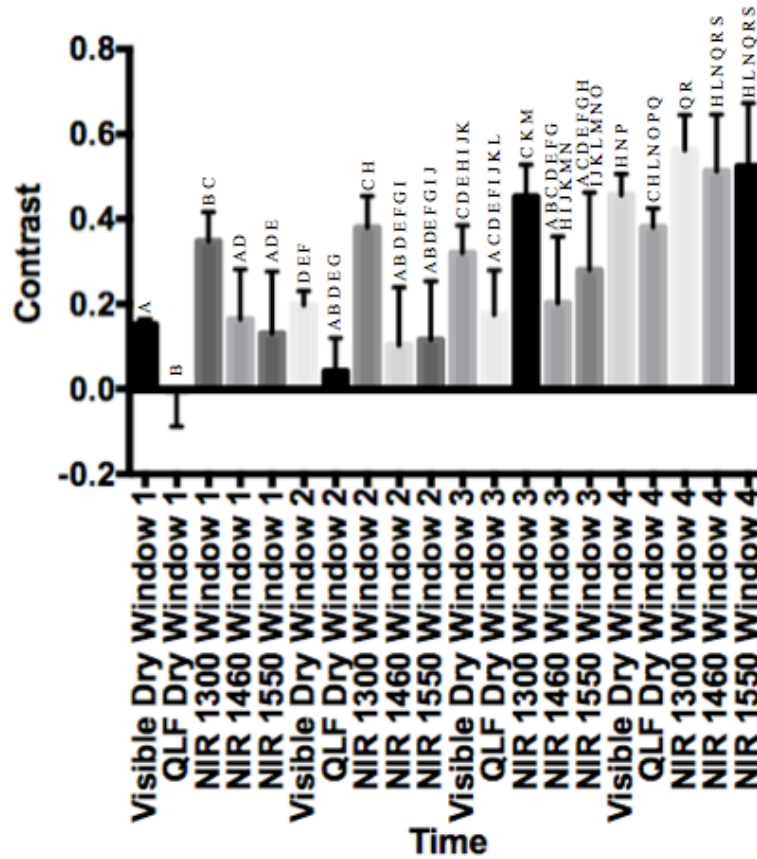 0.8
0.6
0.4
0.2
0.0
-0.2
Contrast
A
B
B C
A D
A D E
D E F
A B D E G
C H
A B D E F G I
A B D E F G I J
C D E H I J K
A C D E F I J K L
C K M
A B C D E F G
H I J K M N
A C D E F G H
I J K L M N O
H N P
C H L N O P Q
Q R
H L N Q R S
H L N Q R S
Visible Dry Window 1
QLF Dry Window 1
NIR 1300 Window 1
NIR 1460 Window 1
NIR 1550 Window 1
Visible Dry Window 2
QLF Dry Window 2
NIR 1300 Window 2
NIR 1460 Window 2
NIR 1550 Window 2
Visible Dry Window 3
QLF Dry Window 3
NIR 1300 Window 3
NIR 1460 Window 3
NIR 1550 Window 3
Visible Dry Window 4
QLF Dry Window 4
NIR 1300 Window 4
NIR 1460 Window 4
NIR 1550 Window 4
Time